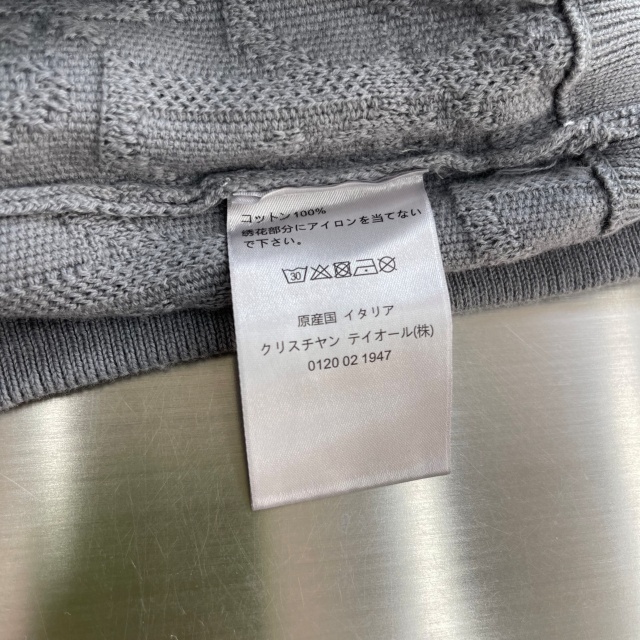 コットン100%
誘花部分にアイロンを当てない
で下さい。
30
原産国 イタリア
クリスチヤン テイオール(株)
0120 02 1947